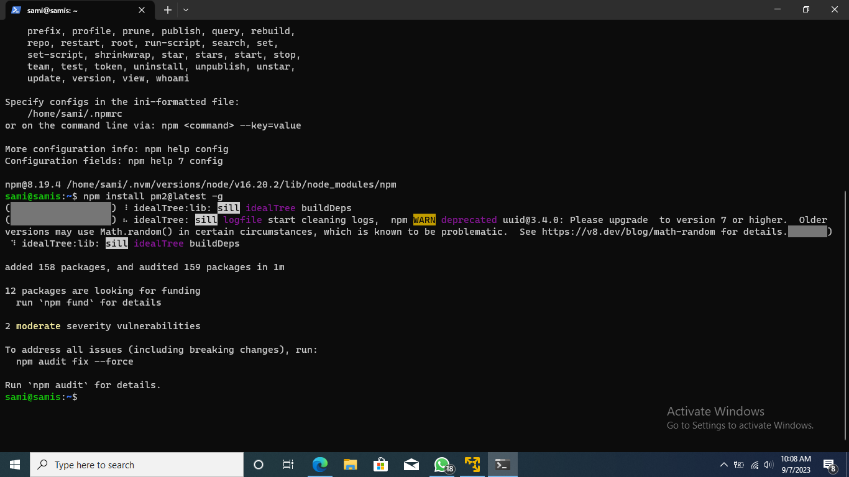 sami@samis: ~
prefix, profile, prune, publish, query, rebuild,
repo, restart, root, run-script, search, set,
set-script, shrinkwrap, star, stars, start, stop,
team, test, token, uninstall, unpublish, unstar,
update, version, view, whoami
Specify configs in the ini-formatted file:
/home/sami/.npmrc
or on the command line via: npm <command> --key=value
More configuration info: npm help config
Configuration fields: npm help 7 config
npm@8.19.4 /home/sami/.nvm/versions/node/v16.20.2/lib/node_modules/npm
sami@samis:~$ npm install pm2@latest -g
( ) ⠸ idealTree:lib: sill idealTree buildDeps
( ) ⠦ idealTree: sill logfile start cleaning logs, npm WARN deprecated uuid@3.4.0: Please upgrade  to version 7 or higher.  Older
versions may use Math.random() in certain circumstances, which is known to be problematic.  See https://v8.dev/blog/math-random for details. )
⠹ idealTree:lib: sill idealTree buildDeps
added 158 packages, and audited 159 packages in 1m
12 packages are looking for funding
run `npm fund` for details
2 moderate severity vulnerabilities
To address all issues (including breaking changes), run:
npm audit fix --force
Run `npm audit` for details.
sami@samis:~$
Activate Windows
Go to Settings to activate Windows.
Type here to search
18
10:08 AM
9/7/2023
8